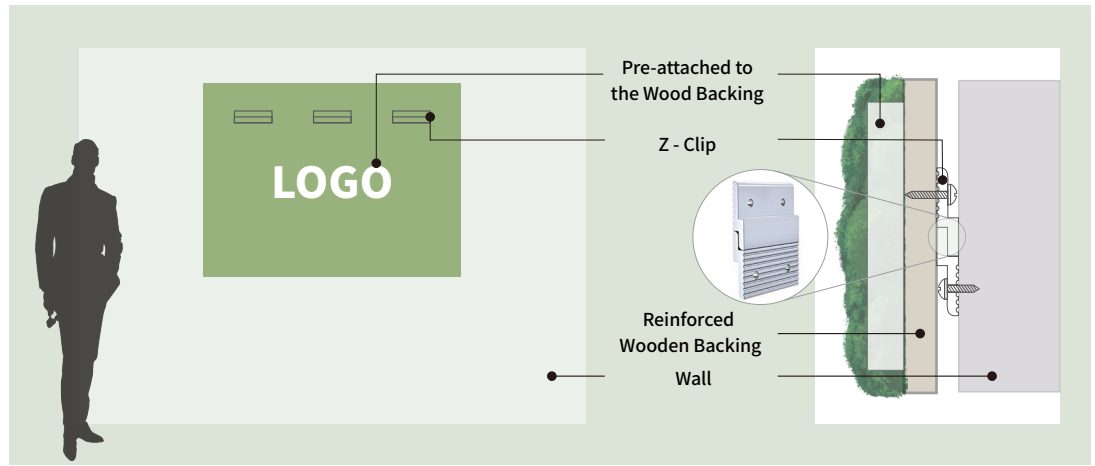 Pre-attached to
the Wood Backing
Z - Clip
LOGO
Reinforced
Wooden Backing
Wall